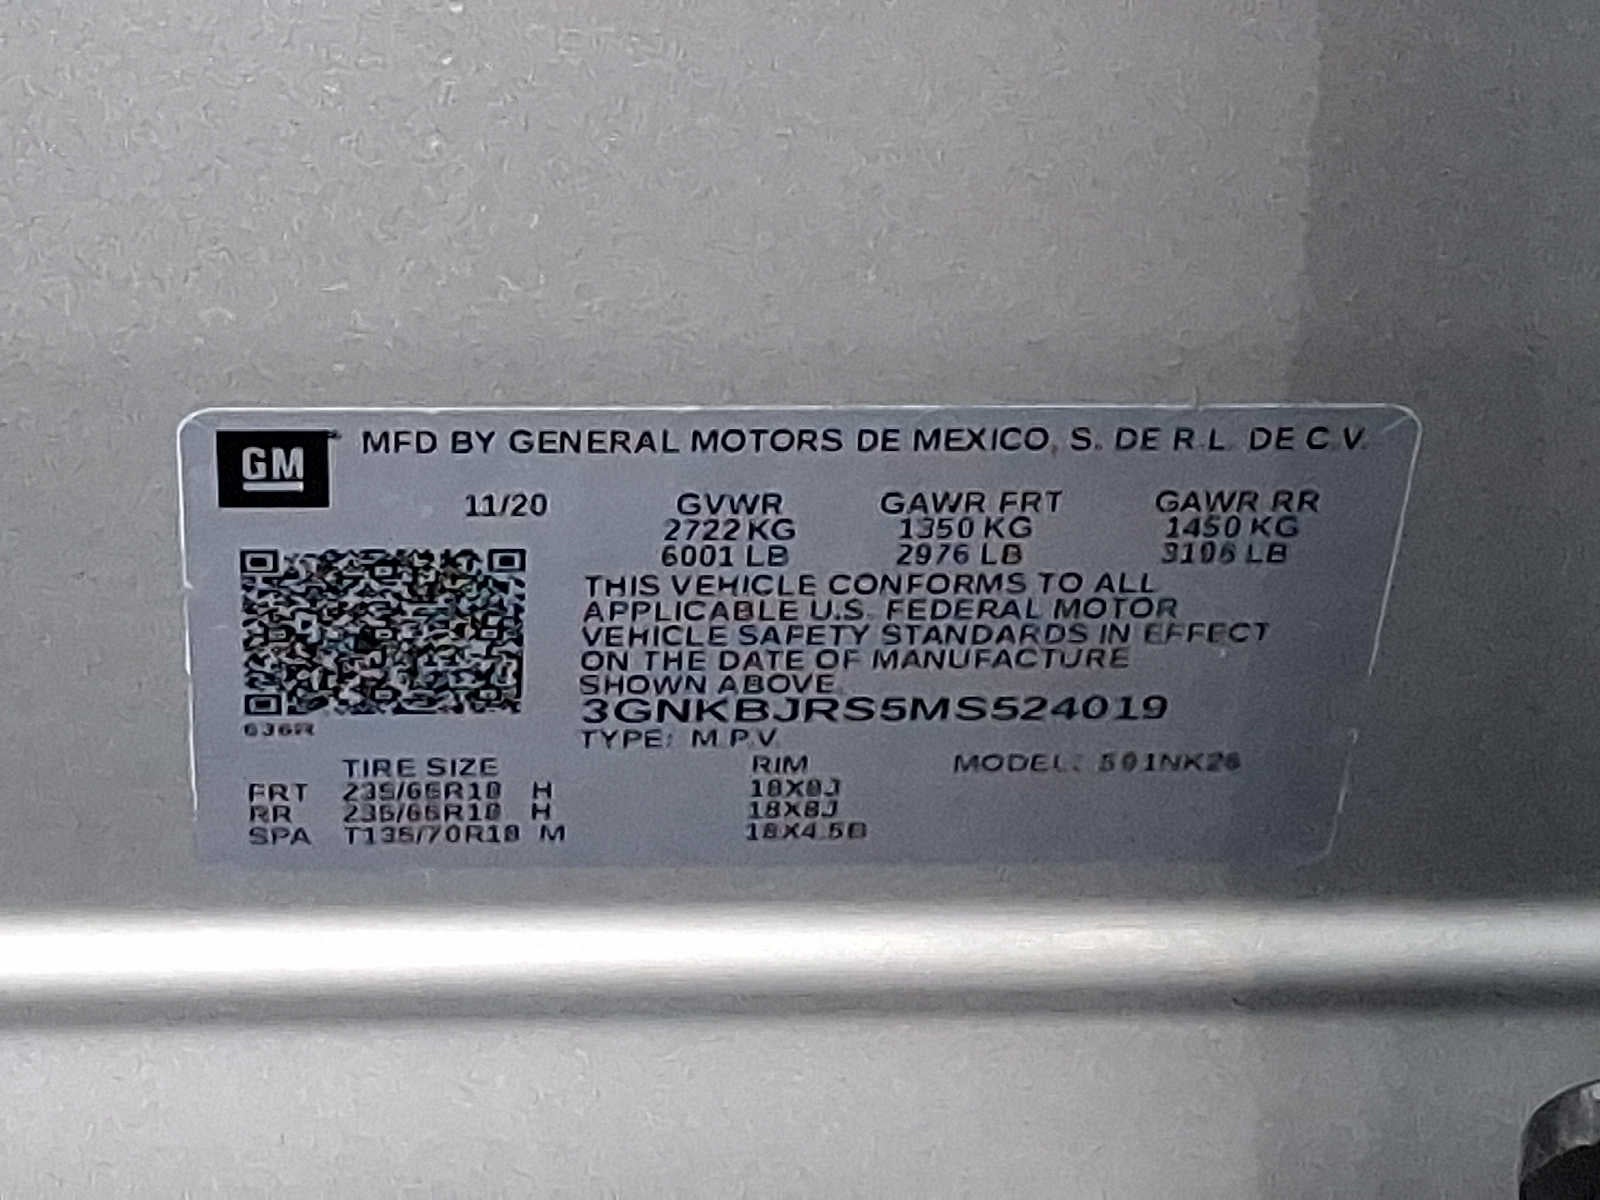 GM MFD BY GENERAL MOTORS DE MEXICO, S. DE R.L. DE C.V.
11/20 GVWR GAWR FRT GAWR RR
2722 KG 1350 KG 1450 KG
6001 LB 2976 LB 3196 LB
THIS VEHICLE CONFORMS TO ALL
APPLICABLE U.S. FEDERAL MOTOR
VEHICLE SAFETY STANDARDS IN EFFECT
ON THE DATE OF MANUFACTURE
SHOWN ABOVE.
3GNKBJRS5MS524019
636R
TYPE: M.P.V.
TIRE SIZE RIM MODEL: 501NK26
FRT 235/65R18 H 18X8J
RR 235/65R18 H 18X8J
SPA T135/70R18 M 18X4.5B